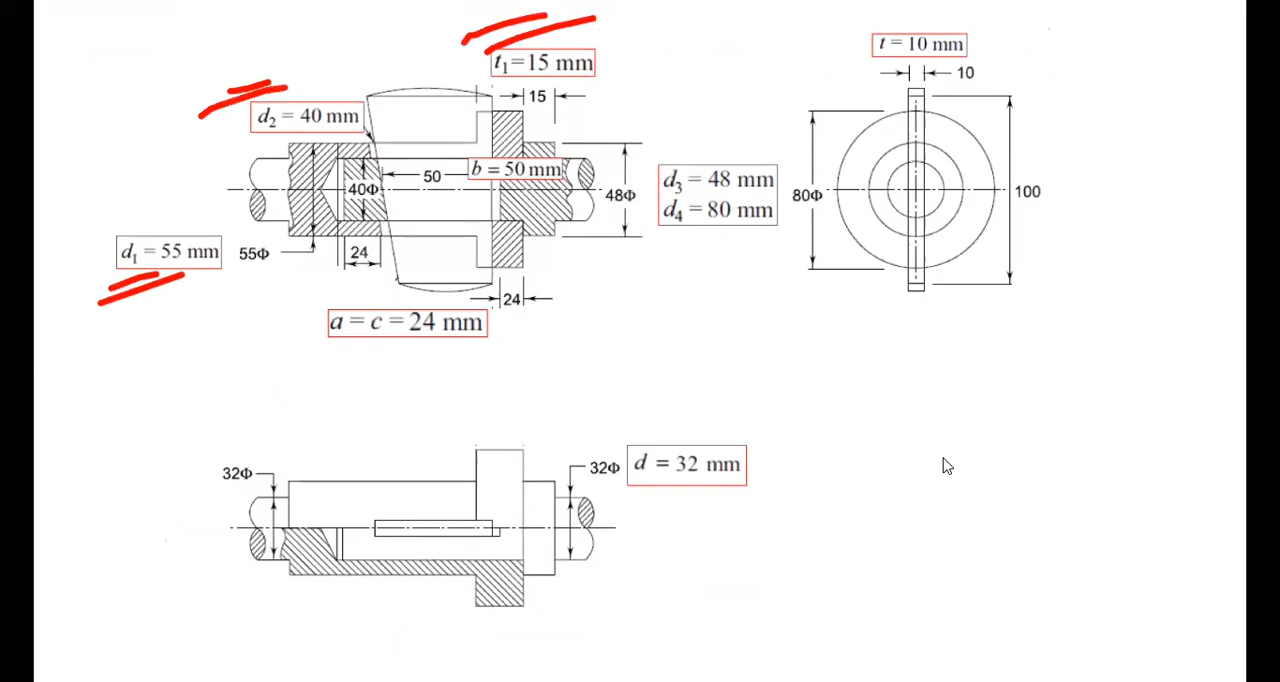 t₁=15 mm
t = 10 mm
10
15
d₂ = 40 mm
50
b = 50 mm
40Φ
48Φ
d₃ = 48 mm
d₄ = 80 mm
80Φ
100
d₁ = 55 mm
55Φ
24
24
a = c = 24 mm
32Φ
32Φ
d = 32 mm